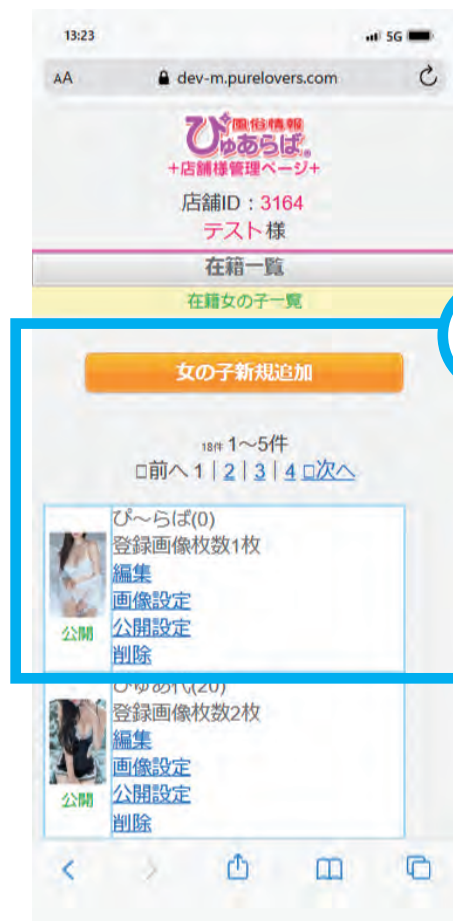 13:23
5G
AA
dev-m.purelovers.com
風俗情報
ぴゅあらば®
+店舗様管理ページ+
店舗ID：3164
テスト様
在籍一覧
在籍女の子一覧
女の子新規追加
18件 1～5件
□前へ 1 | 2 | 3 | 4 □次へ
ぴ～らば(0)
登録画像枚数1枚
編集
画像設定
公開設定
公開
削除
ぴゅあ代(20)
登録画像枚数2枚
編集
画像設定
公開設定
公開
削除